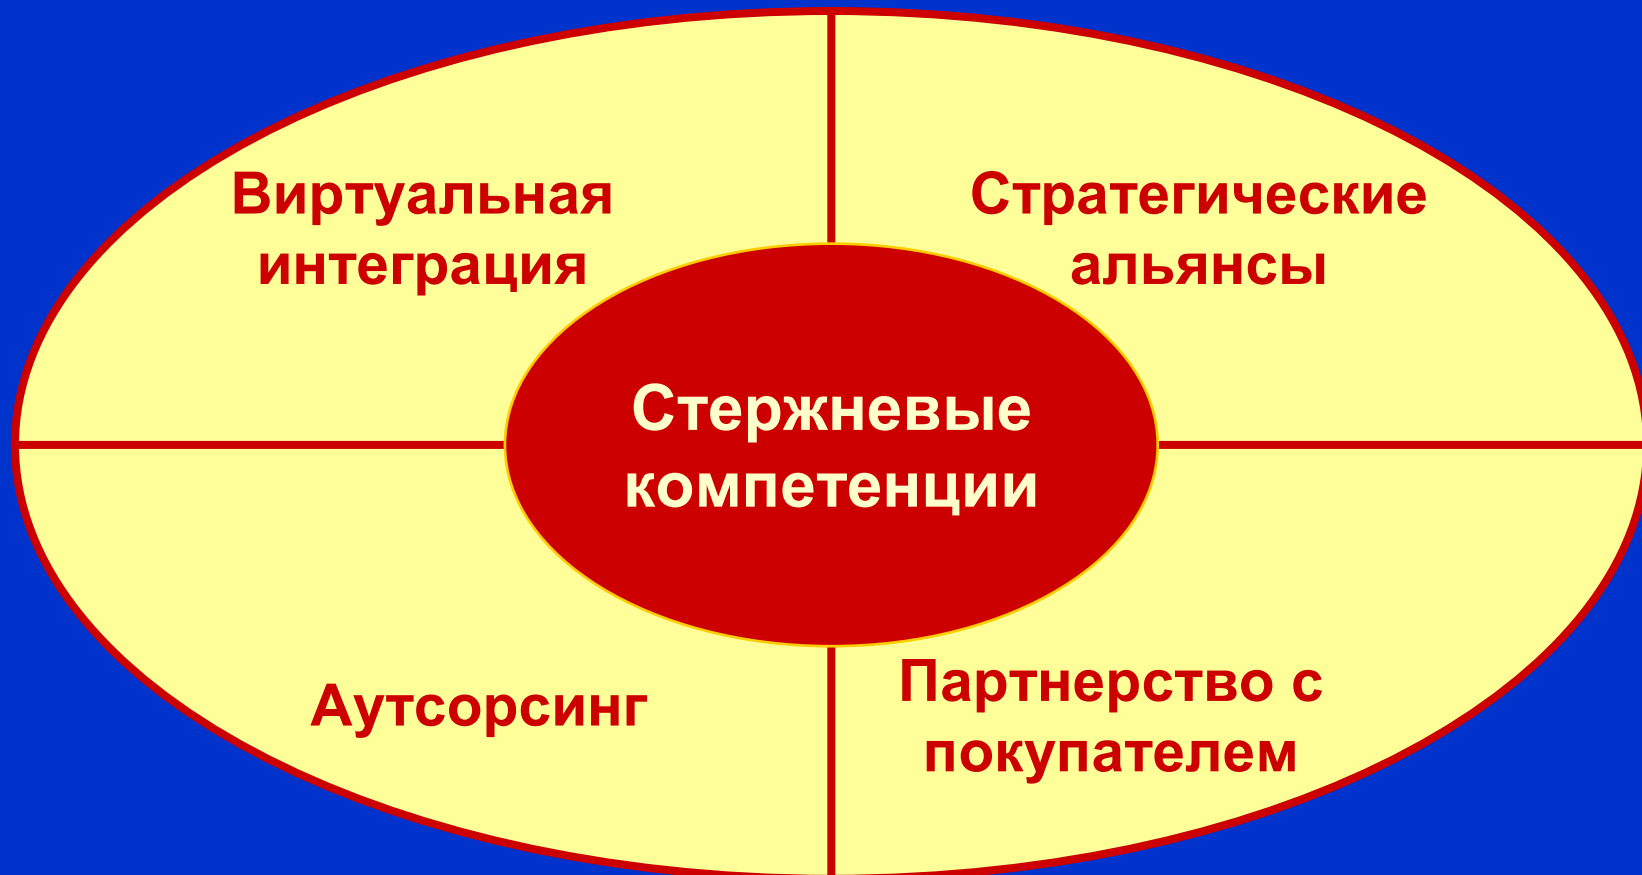 Виртуальная
интеграция
Стратегические
альянсы
Стержневые
компетенции
Аутсорсинг
Партнерство с
покупателем